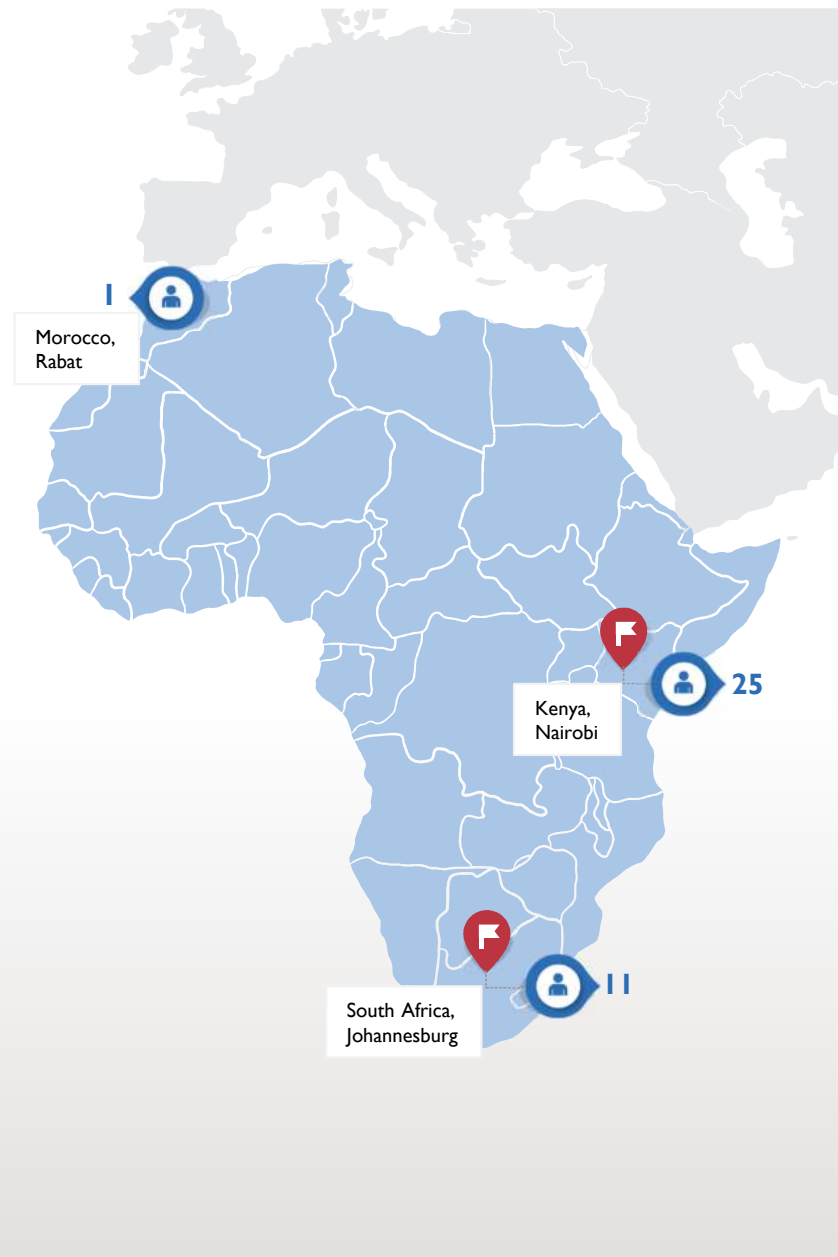 1
Morocco,
Rabat
25
Kenya,
Nairobi
11
South Africa,
Johannesburg